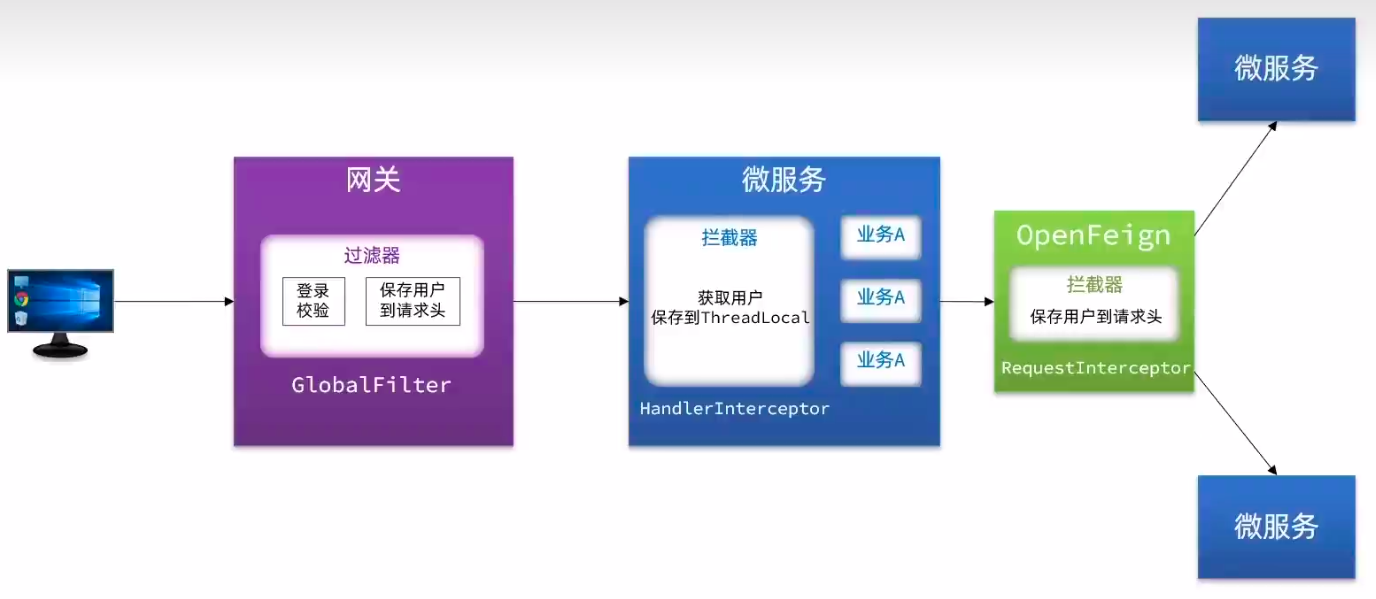 微服务
网关
过滤器
登录
校验
保存用户
到请求头
GlobalFilter
微服务
拦截器
获取用户
保存到ThreadLocal
HandlerInterceptor
业务A
业务A
业务A
OpenFeign
拦截器
保存用户到请求头
RequestInterceptor
微服务